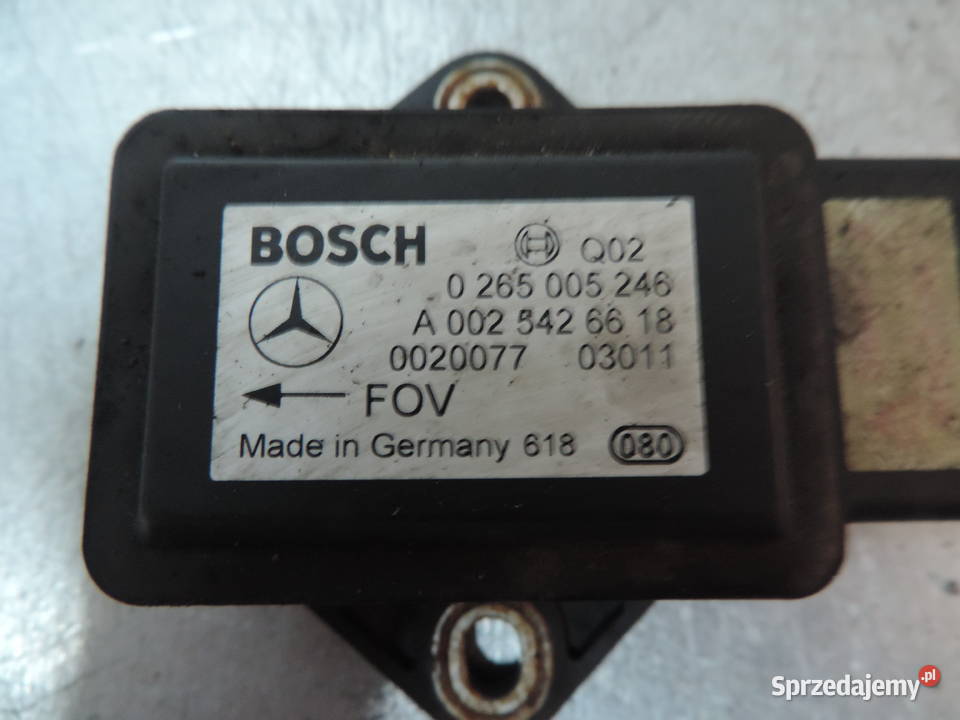 BOSCH Q02
0 265 005 246
A 002 542 66 18
0020077 03011
FOV
Made in Germany 618 080
Sprzedajemy.pl